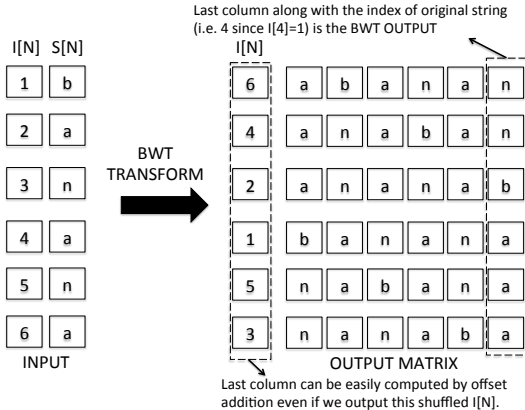 Last column along with the index of original string
(i.e. 4 since I[4]=1) is the BWT OUTPUT
I[N] S[N] I[N]
1 b 6 a b a n a n
2 a 4 a n a b a n
BWT
TRANSFORM
3 n 2 a n a n a b
4 a 1 b a n a n a
5 n 5 n a b a n a
6 a 3 n a n a b a
INPUT OUTPUT MATRIX
Last column can be easily computed by offset
addition even if we output this shuffled I[N].